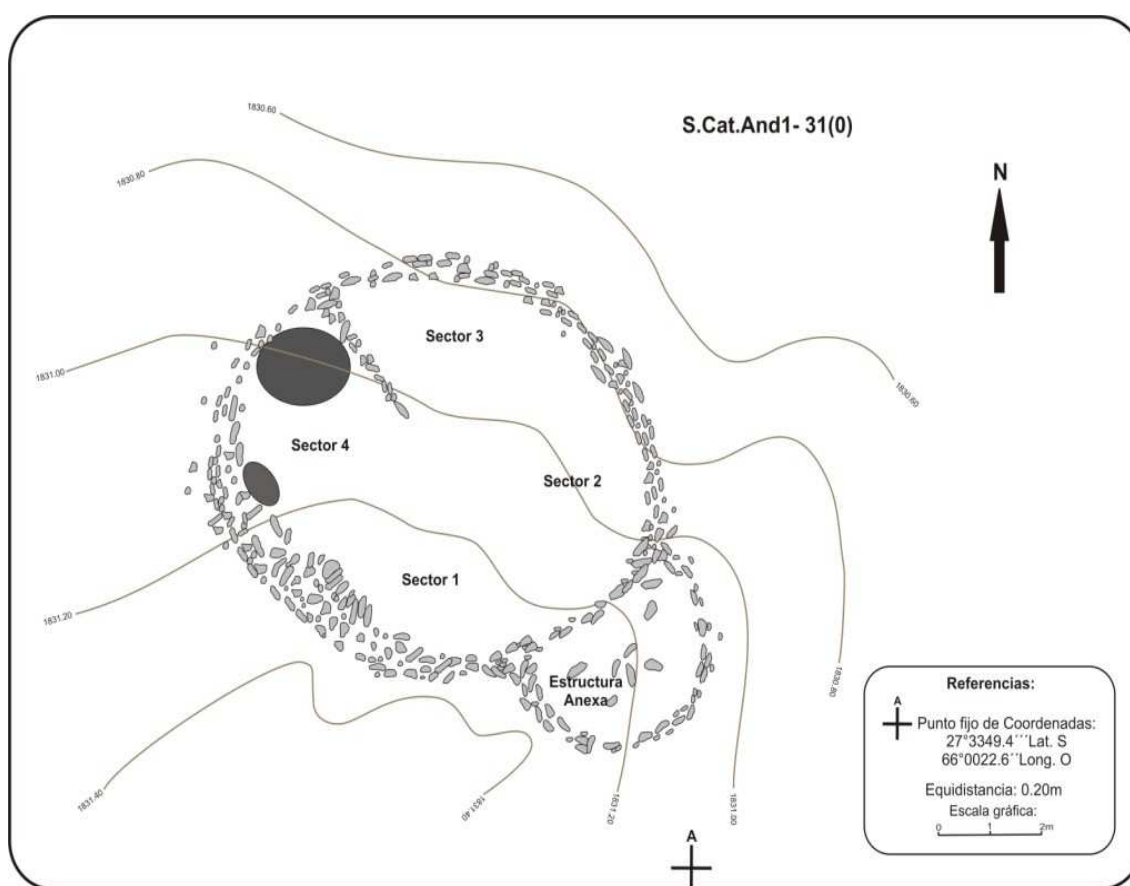 1830.60
S.Cat.And1- 31(0)
N
1830.80
Sector 3
1831.00
1830.60
Sector 4
Sector 2
Sector 1
1831.20
Estructura
Anexa
1830.80
Referencias:
A
Punto fijo de Coordenadas:
27°3349.4´´´Lat. S
66°0022.6´´Long. O
Equidistancia: 0.20m
Escala gráfica:
0 1 2m
1831.40
1831.40
1831.20
1831.00
A